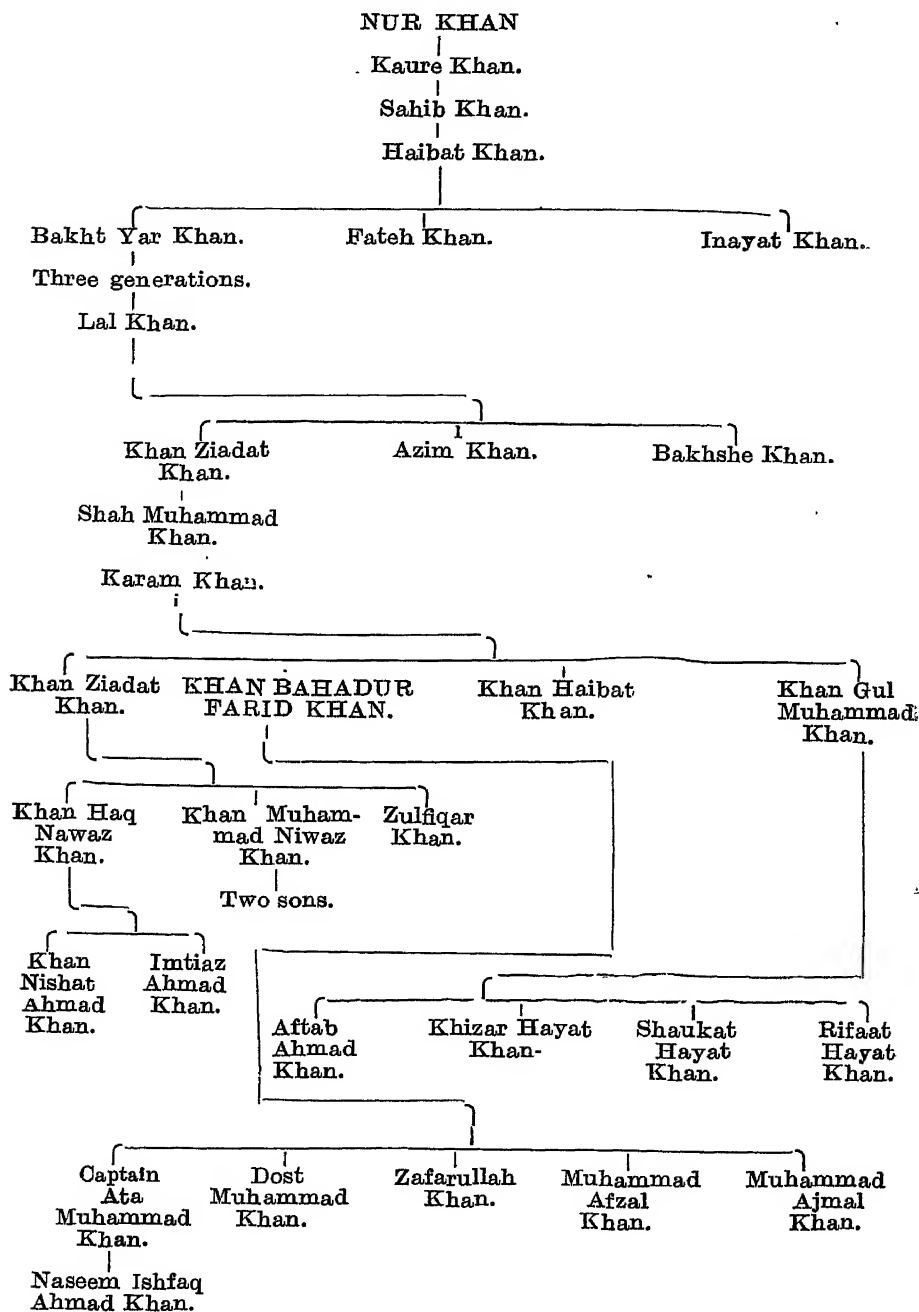 NUR KHAN
Kaure Khan.
Sahib Khan.
Haibat Khan.
Bakht Yar Khan. Fateh Khan. Inayat Khan.
Three generations.
Lal Khan.
Khan Ziadat Khan. Azim Khan. Bakhshe Khan.
Shah Muhammad
Khan.
Karam Khan.
Khan Ziadat
Khan.
KHAN BAHADUR
FARID KHAN.
Khan Haibat
Khan.
Khan Gul
Muhammad
Khan.
Khan Haq
Nawaz
Khan.
Khan Muham-
mad Niwaz
Khan.
Zulfiqar
Khan.
Two sons.
Khan
Nishat
Ahmad
Khan.
Imtiaz
Ahmad
Khan.
Aftab
Ahmad
Khan.
Khizar Hayat
Khan-
Shaukat
Hayat
Khan.
Rifaat
Hayat
Khan.
Captain
Ata
Muhammad
Khan.
Dost
Muhammad
Khan.
Zafarullah
Khan.
Muhammad
Afzal
Khan.
Muhammad
Ajmal
Khan.
Naseem Ishfaq
Ahmad Khan.